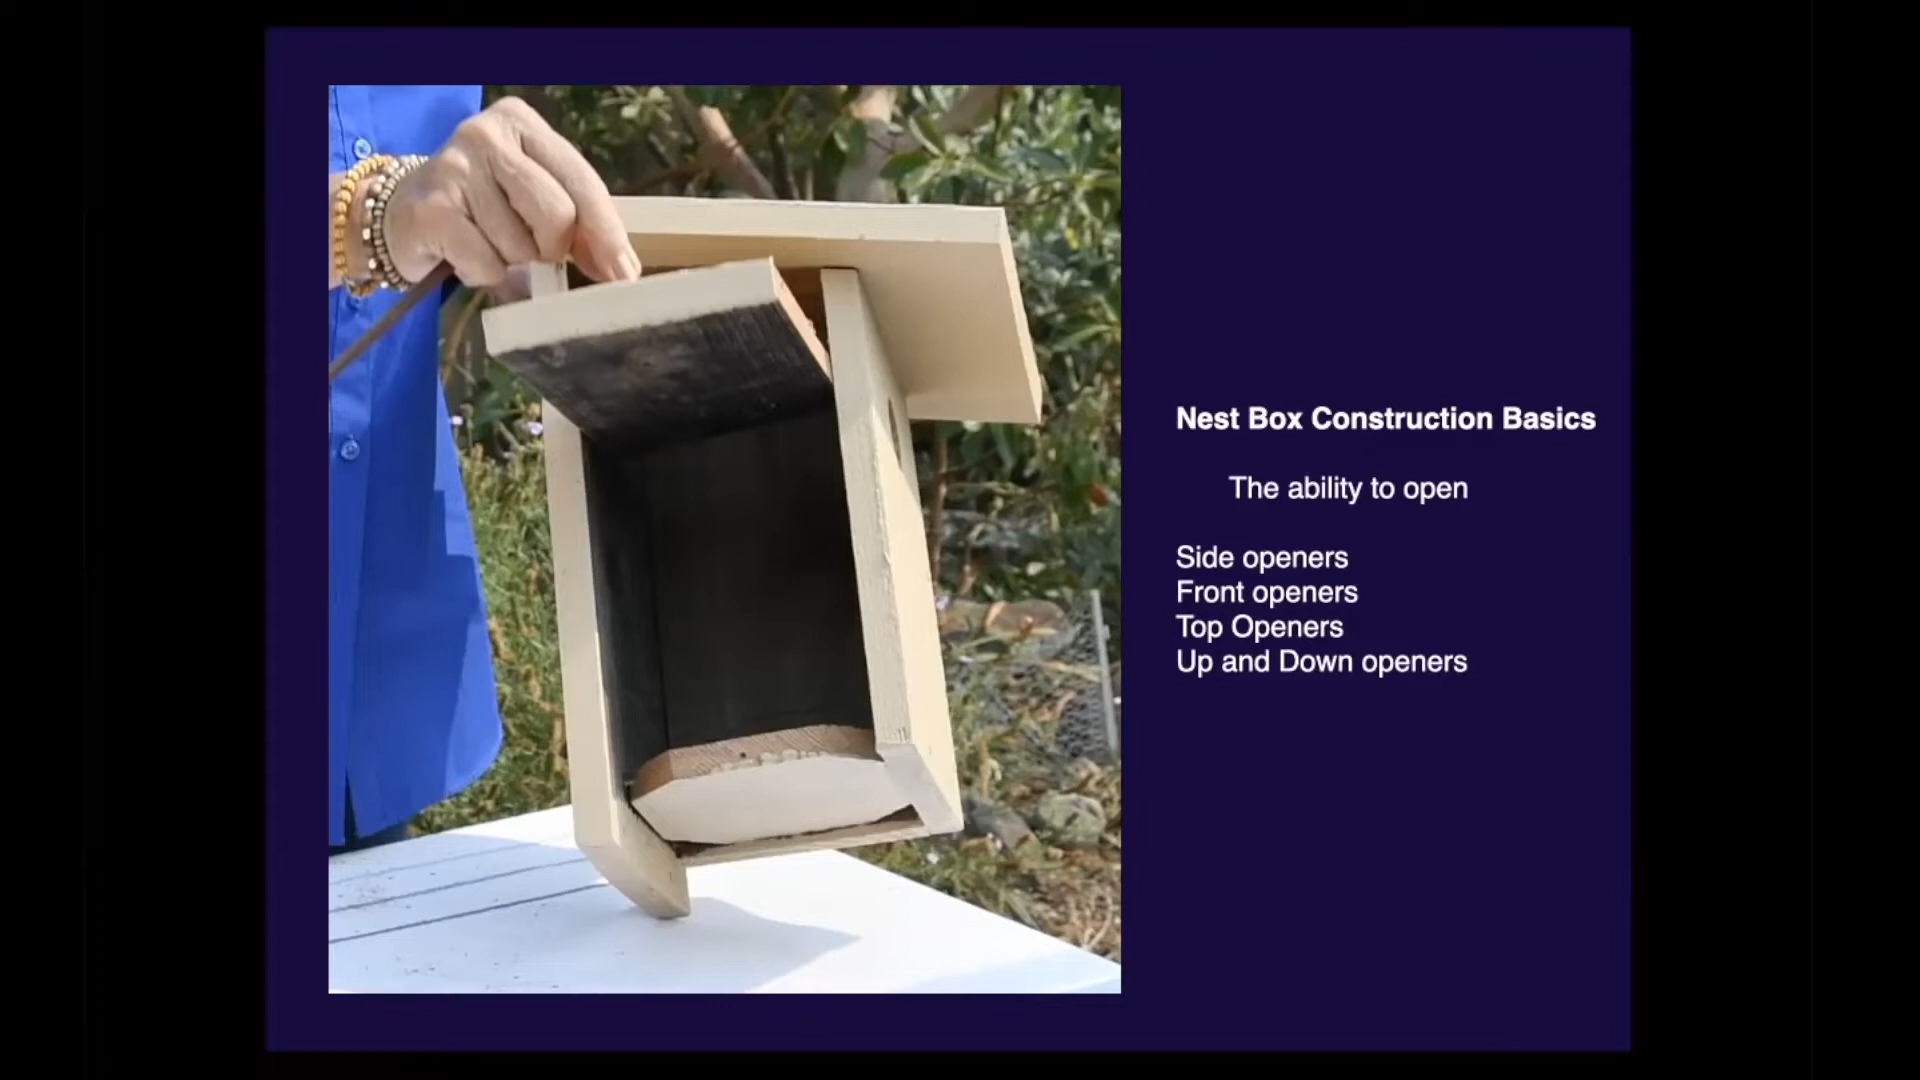 Nest Box Construction Basics
The ability to open
Side openers
Front openers
Top Openers
Up and Down openers